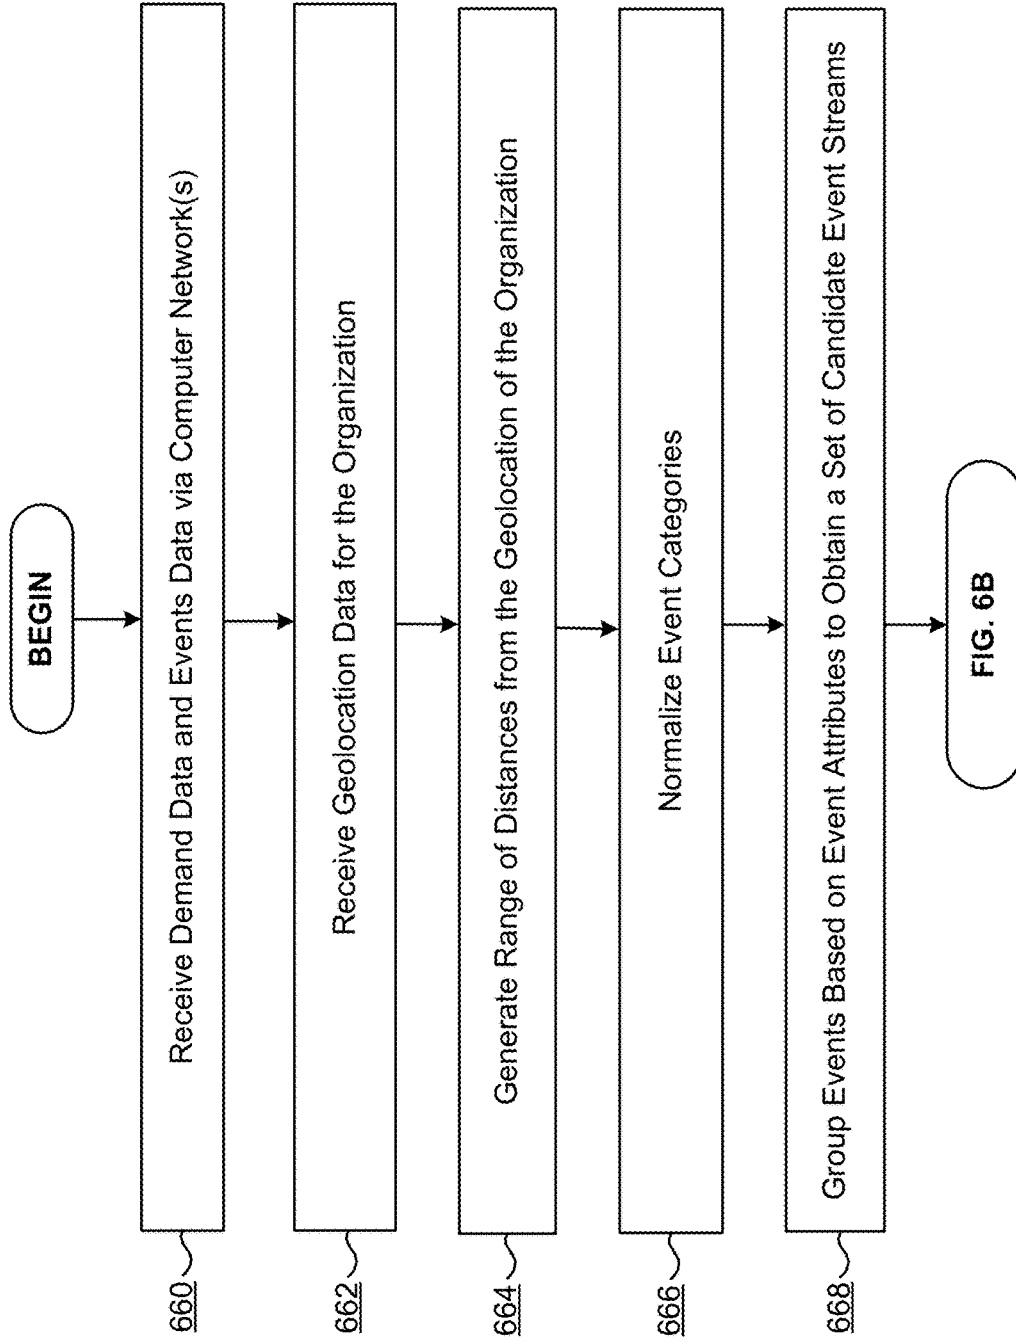 BEGIN
660
Receive Demand Data and Events Data via Computer Network(s)
662
Receive Geolocation Data for the Organization
664
Generate Range of Distances from the Geolocation of the Organization
666
Normalize Event Categories
668
Group Events Based on Event Attributes to Obtain a Set of Candidate Event Streams
FIG. 6B